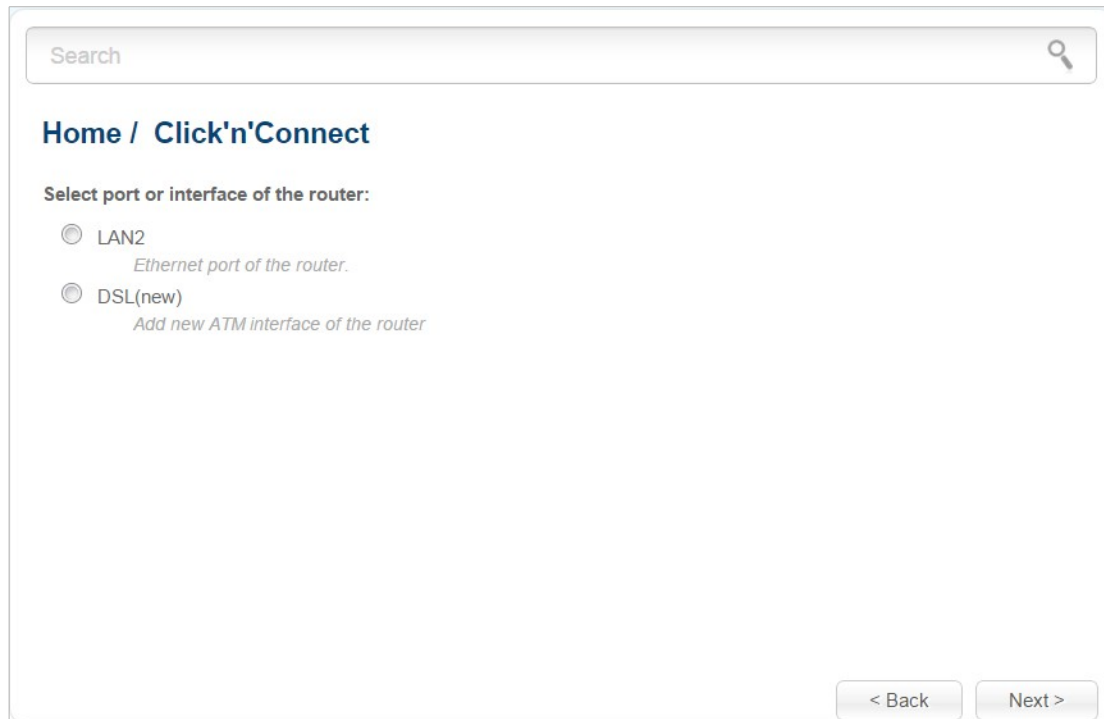 Search
Home /  Click'n'Connect
Select port or interface of the router:
LAN2
Ethernet port of the router.
DSL(new)
Add new ATM interface of the router
< Back Next >